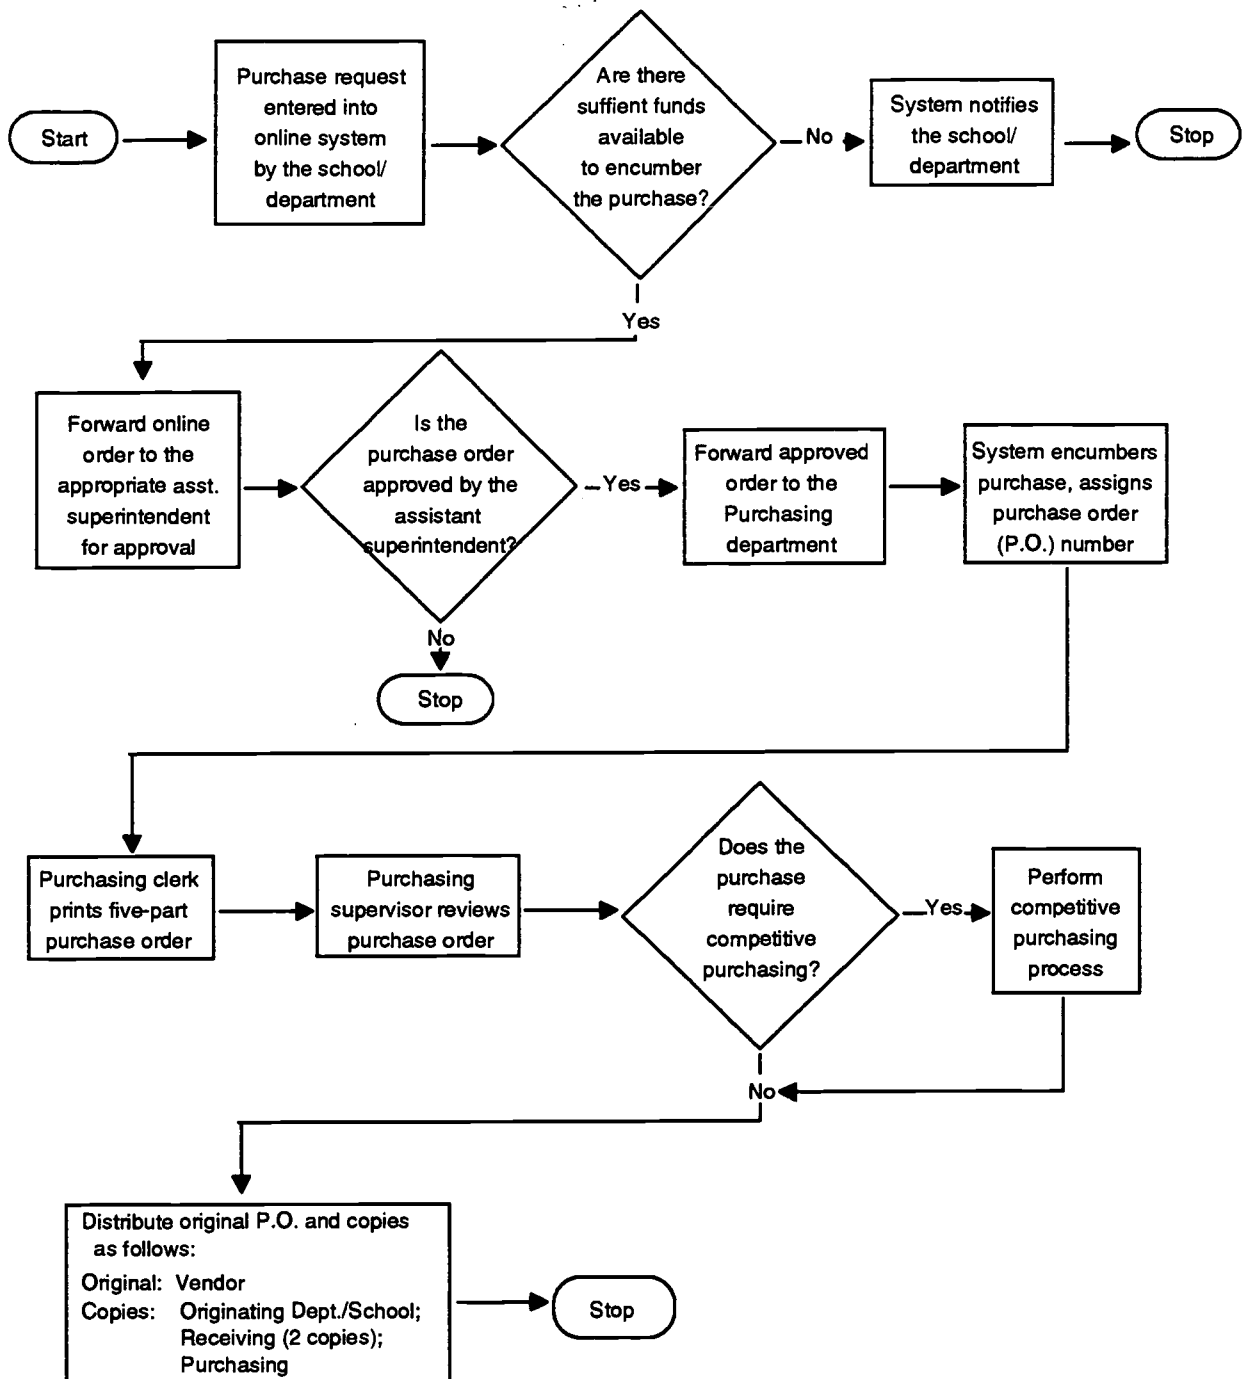 Start
Purchase request
entered into
online system
by the school/
department
Are there
suffient funds
available
to encumber
the purchase?
No
System notifies
the school/
department
Stop
Yes
Forward online
order to the
appropriate asst.
superintendent
for approval
Is the
purchase order
approved by the
assistant
superintendent?
Yes
Forward approved
order to the
Purchasing
department
System encumbers
purchase, assigns
purchase order
(P.O.) number
No
Stop
Purchasing clerk
prints five-part
purchase order
Purchasing
supervisor reviews
purchase order
Does the
purchase
require
competitive
purchasing?
Yes
Perform
competitive
purchasing
process
No
Distribute original P.O. and copies
as follows:
Original: Vendor
Copies: Originating Dept./School;
Receiving (2 copies);
Purchasing
Stop